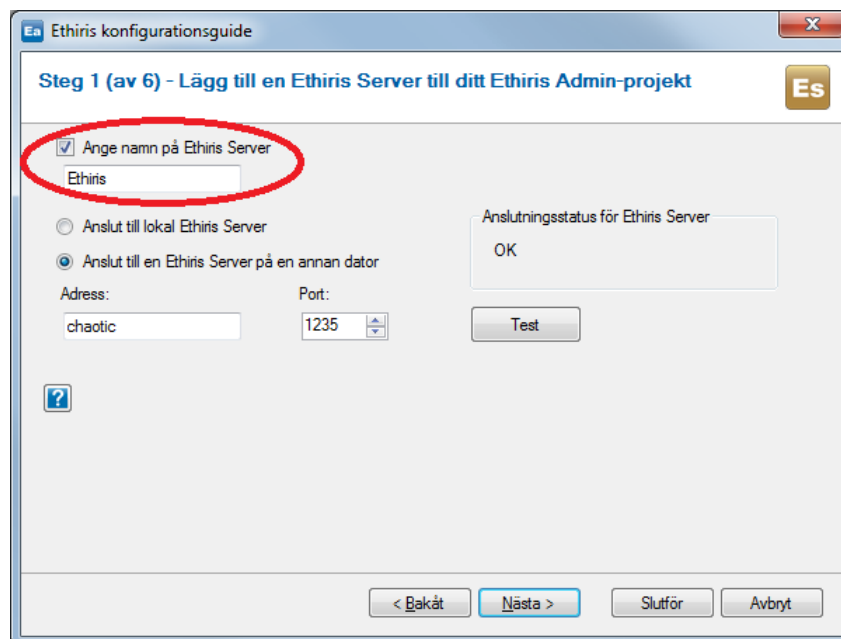 Ea Ethiris konfigurationsguide
Steg 1 (av 6) - Lägg till en Ethiris Server till ditt Ethiris Admin-projekt
Es
Ange namn på Ethiris Server
Ethiris
Anslut till lokal Ethiris Server
Anslut till en Ethiris Server på en annan dator
Adress:
Port:
chaotic
1235
Anslutningsstatus för Ethiris Server
OK
Test
?
< Bakåt
Nästa >
Slutför
Avbryt